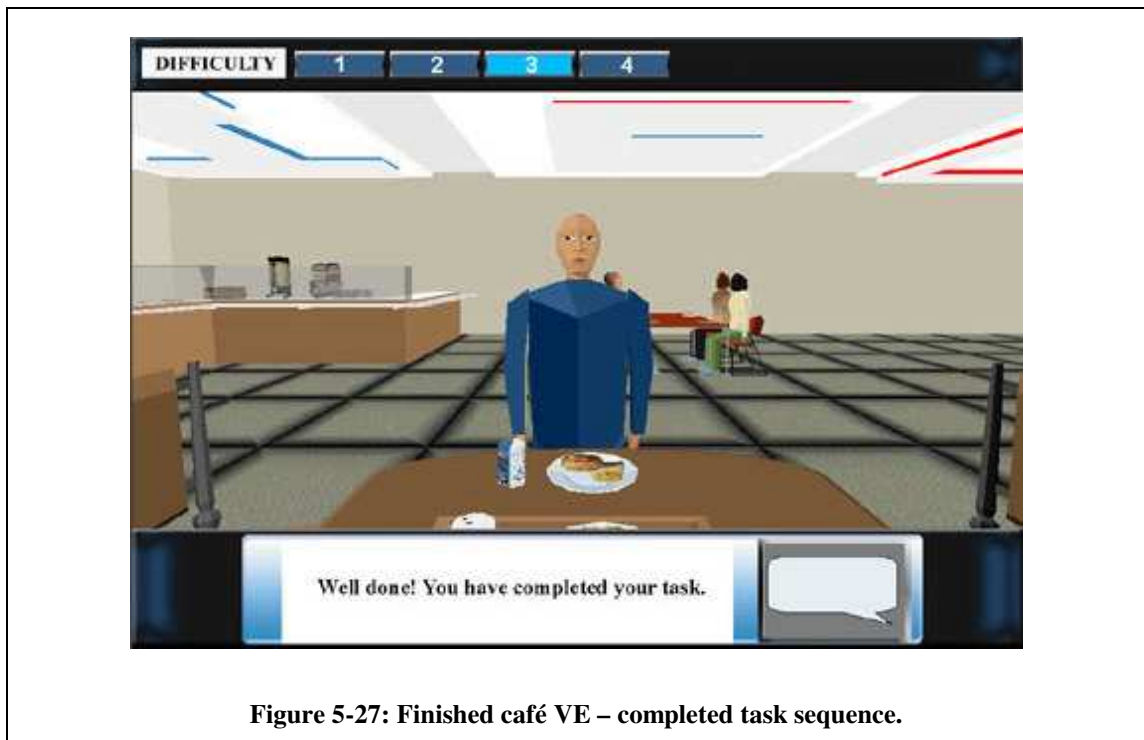 DIFFICULTY 1 2 3 4
Well done! You have completed your task.
Figure 5-27: Finished café VE – completed task sequence.